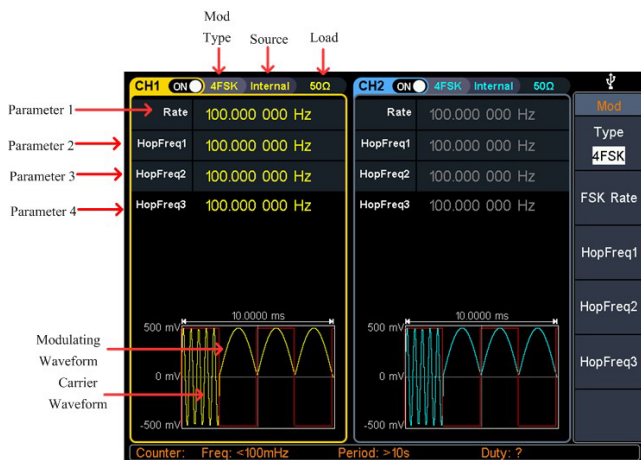 Mod
Type Source Load
CH1 ON 4FSK Internal 50Ω CH2 ON 4FSK Internal 50Ω
Mod
Parameter 1 Rate 100.000 000 Hz Rate 100.000 000 Hz
Type
4FSK
Parameter 2 HopFreq1 100.000 000 Hz HopFreq1 100.000 000 Hz
Parameter 3 HopFreq2 100.000 000 Hz HopFreq2 100.000 000 Hz
FSK Rate
Parameter 4 HopFreq3 100.000 000 Hz HopFreq3 100.000 000 Hz
HopFreq1
HopFreq2
10.0000 ms 10.0000 ms
500 mV 500 mV
Modulating
Waveform
HopFreq3
0 mV 0 mV
Carrier
Waveform
-500 mV -500 mV
Counter: Freq: <100mHz Period: >10s Duty: ?